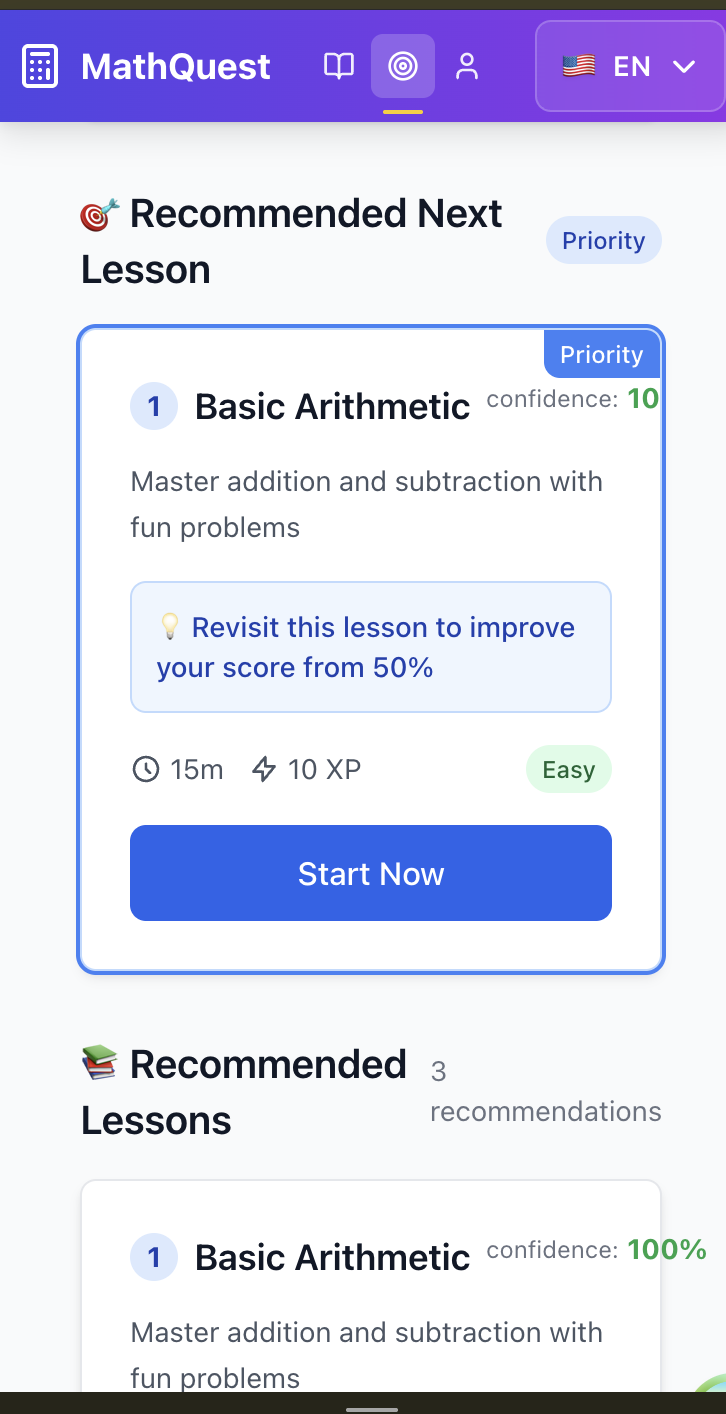 MathQuest EN
🎯 Recommended Next
Lesson
Priority
Priority
1 Basic Arithmetic confidence: 10
Master addition and subtraction with
fun problems
💡 Revisit this lesson to improve
your score from 50%
15m 10 XP Easy
Start Now
📚 Recommended
Lessons
3
recommendations
1 Basic Arithmetic confidence: 100%
Master addition and subtraction with
fun problems